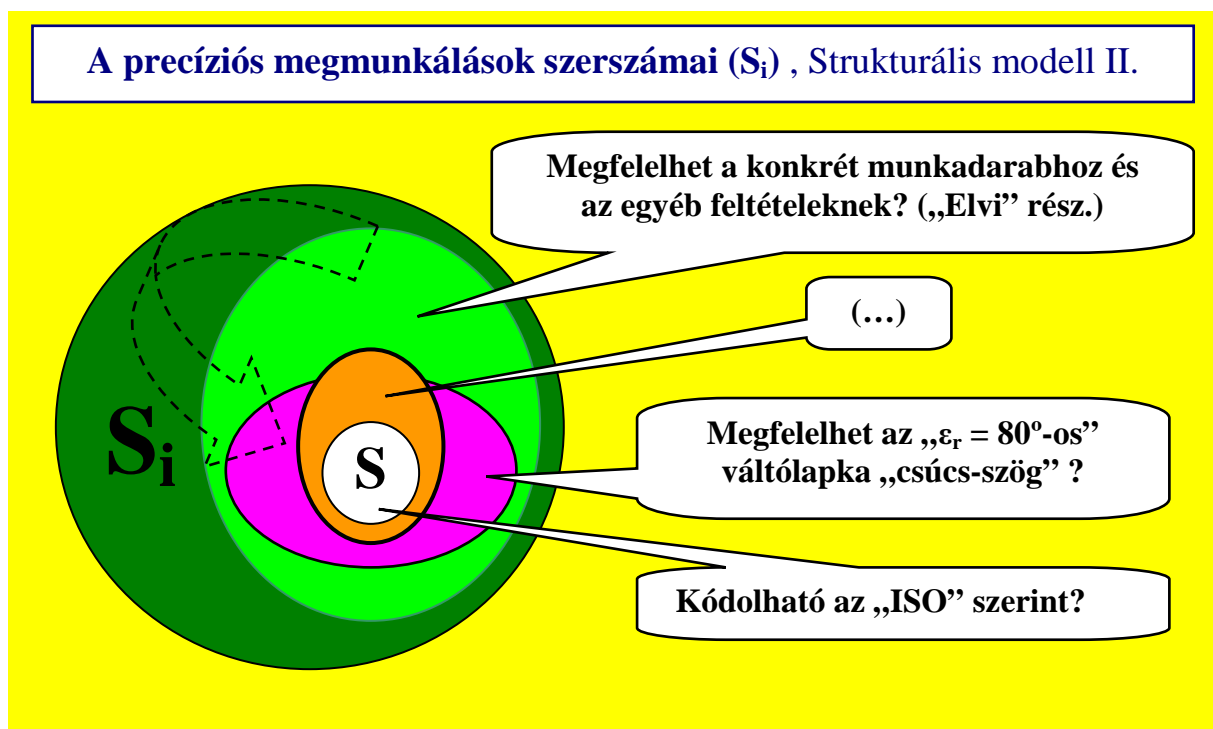 A precíziós megmunkálások szerszámai (Sᵢ) , Strukturális modell II.
Megfelelhet a konkrét munkadarabhoz és
az egyéb feltételeknek? („Elvi” rész.)
(…)
Megfelelhet az „εᵣ = 80º-os”
váltólapka „csúcs-szög” ?
Kódolható az „ISO” szerint?
Sᵢ
S